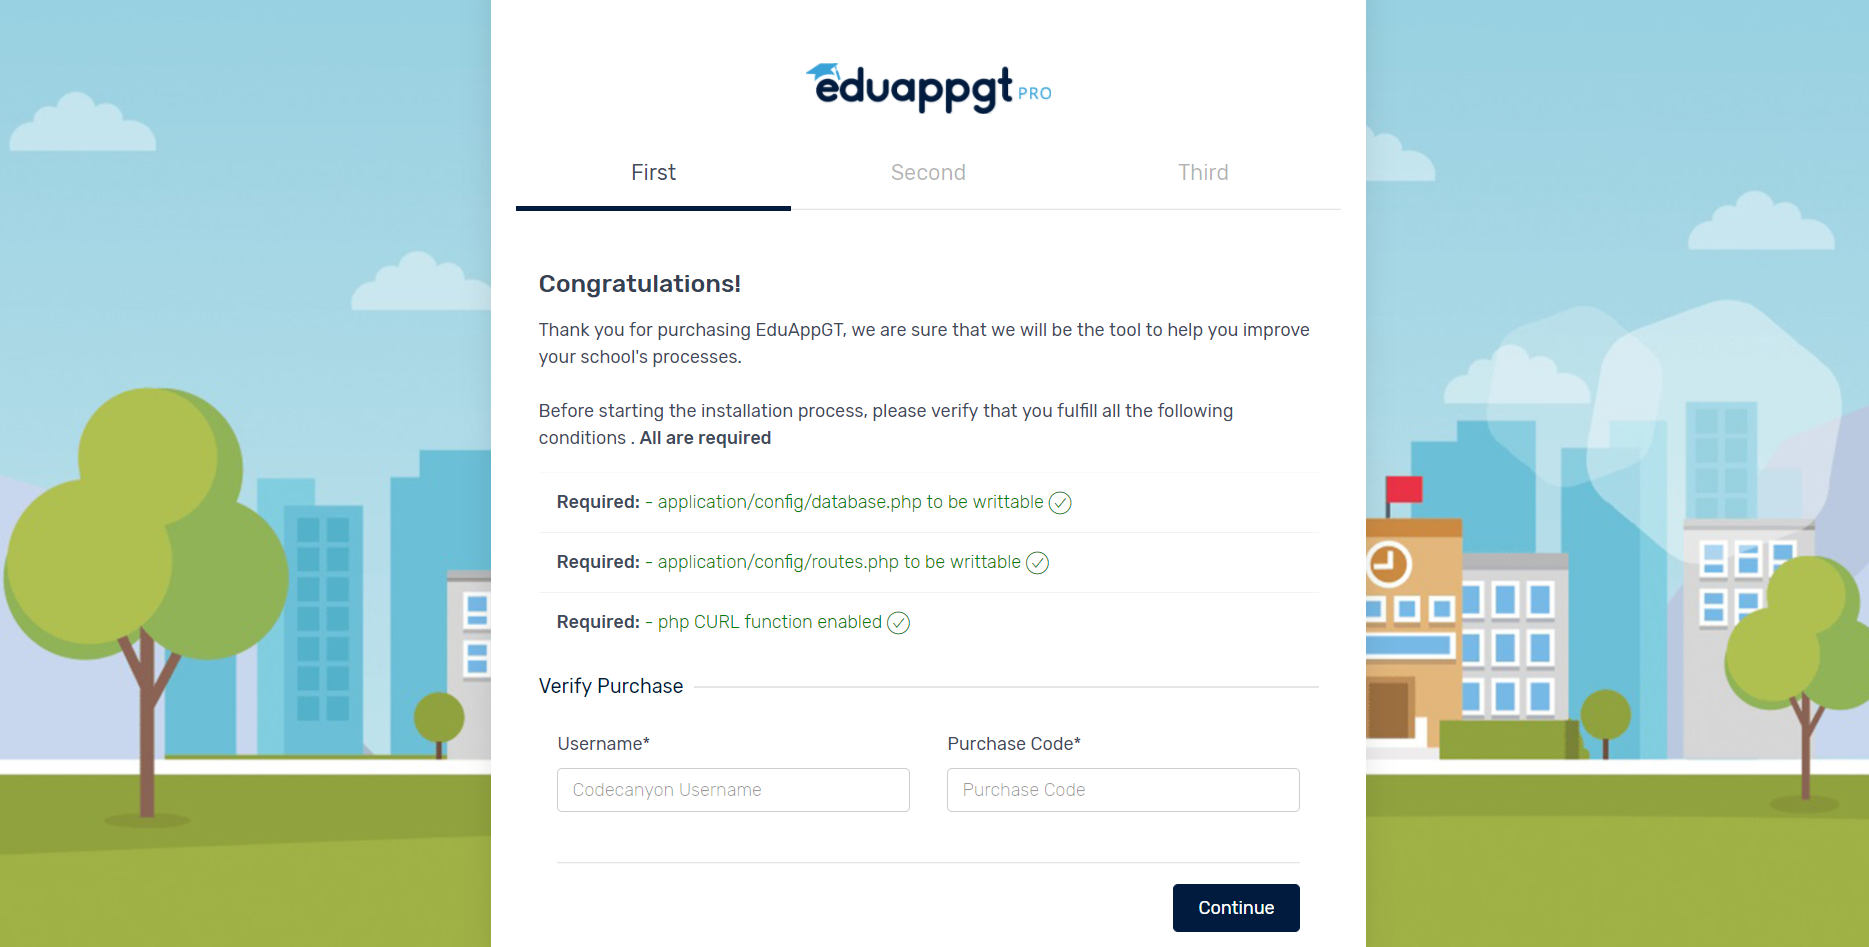 eduappgt PRO
First Second Third
Congratulations!
Thank you for purchasing EduAppGT, we are sure that we will be the tool to help you improve
your school's processes.
Before starting the installation process, please verify that you fulfill all the following
conditions . All are required
Required: - application/config/database.php to be writtable
Required: - application/config/routes.php to be writtable
Required: - php CURL function enabled
Verify Purchase
Username* Purchase Code*
Codecanyon Username Purchase Code
Continue